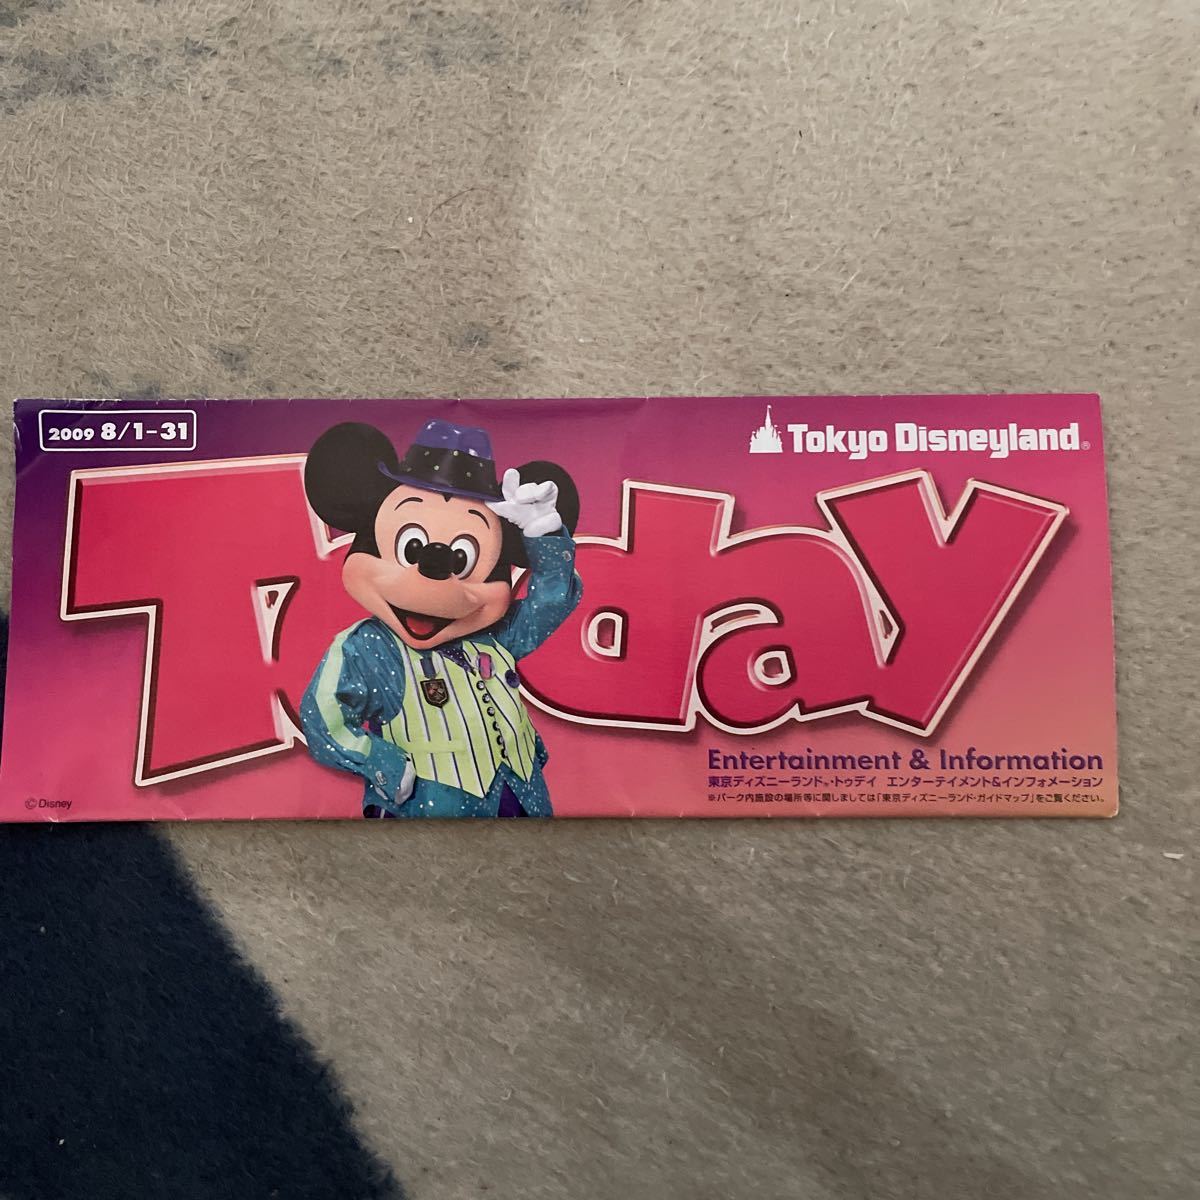 2009 8/1-31
Tokyo Disneyland®
Today
Entertainment & Information
東京ディズニーランド®・トゥデイ エンターテイメント&インフォメーション
※パーク内施設の場所等に関しましては「東京ディズニーランド・ガイドマップ」をご覧ください。
©Disney